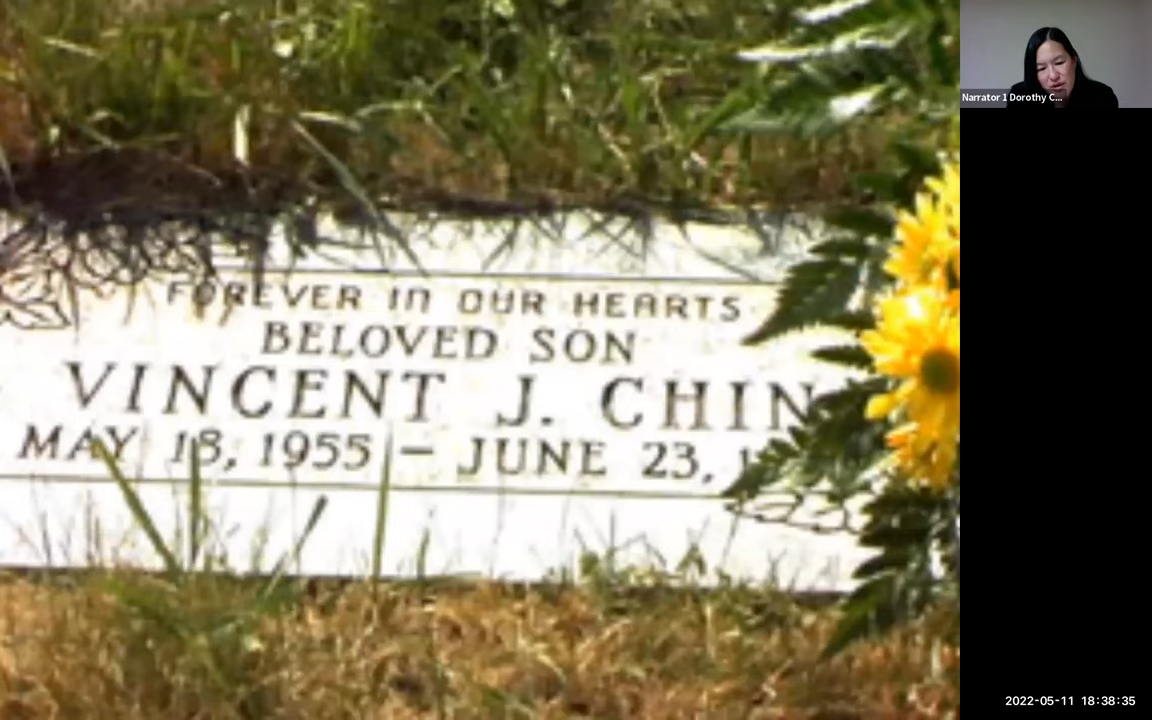 FOREVER IN OUR HEARTS
BELOVED SON
VINCENT J. CHIN
MAY 18, 1955 – JUNE 23,
Narrator 1 Dorothy C...
2022-05-11 18:38:35